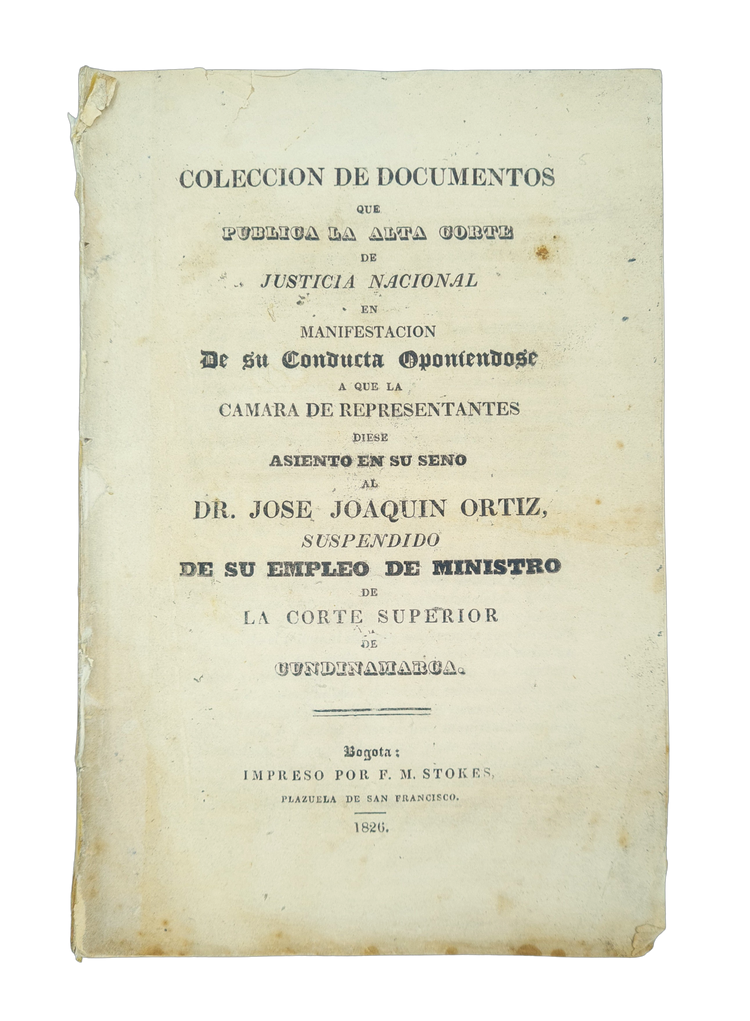 COLECCION DE DOCUMENTOS
QUE
PUBLICA LA ALTA CORTE
DE
JUSTICIA NACIONAL
EN
MANIFESTACION
De su Conducta Oponiendose
A QUE LA
CAMARA DE REPRESENTANTES
DIESE
ASIENTO EN SU SENO
AL
DR. JOSE JOAQUIN ORTIZ,
SUSPENDIDO
DE SU EMPLEO DE MINISTRO
DE
LA CORTE SUPERIOR
DE
CUNDINAMARCA.
Bogota:
IMPRESO POR F. M. STOKES,
PLAZUELA DE SAN FRANCISCO.
1826.